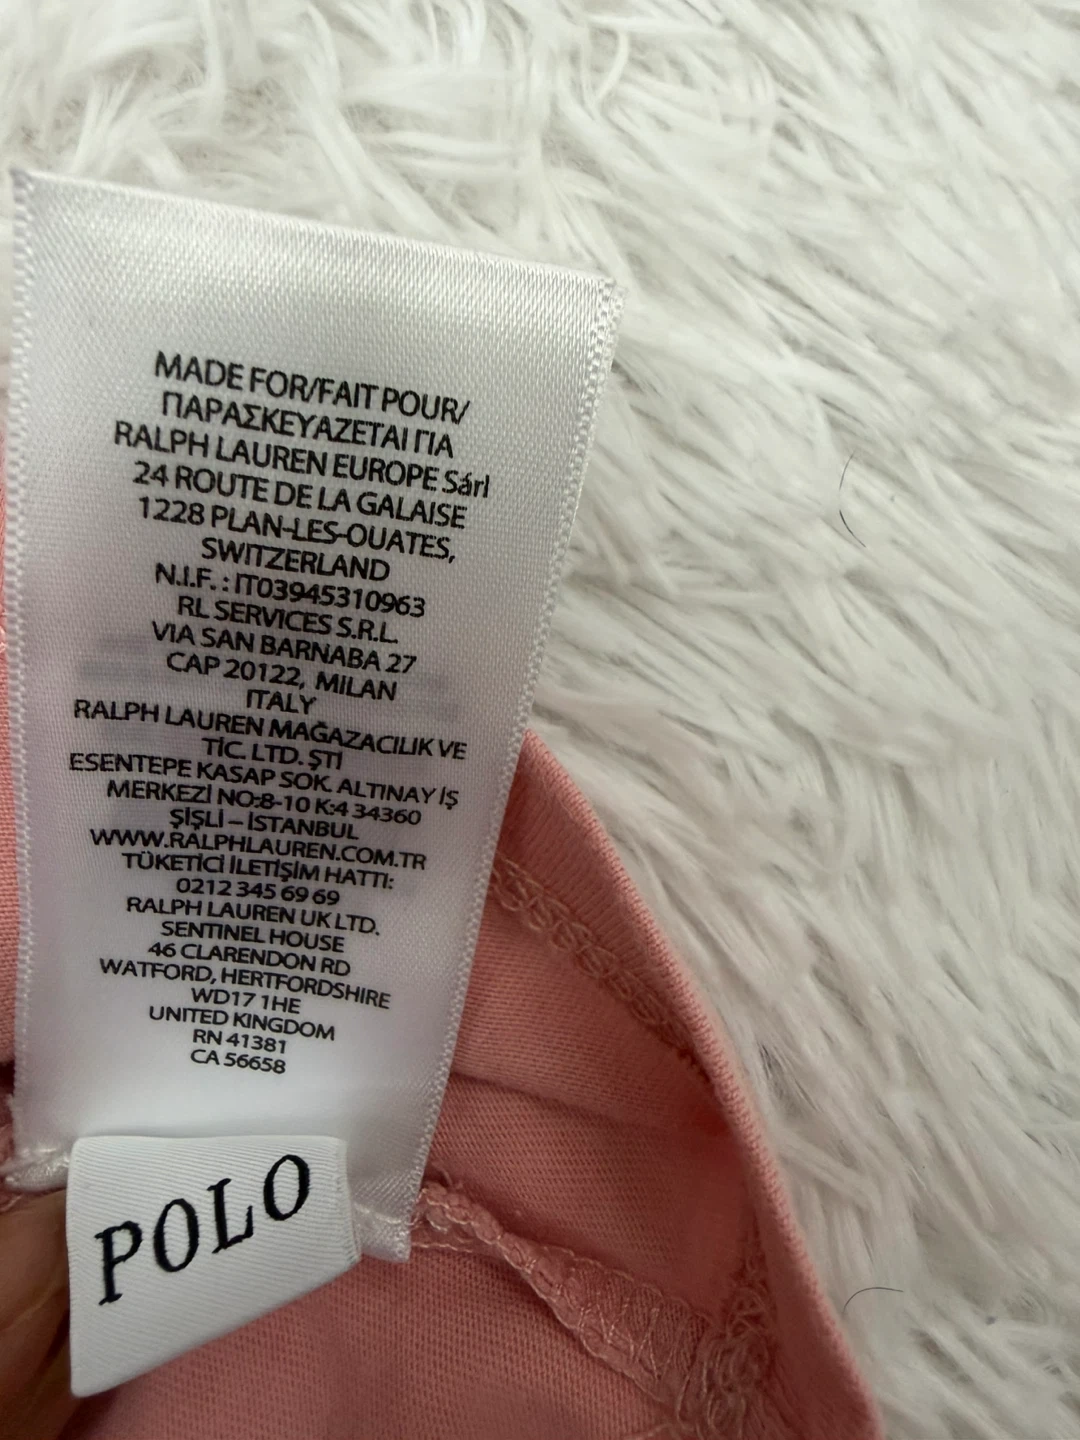 MADE FOR/FAIT POUR/
ΠΑΡΑΣΚΕΥΑΖΕΤΑΙ ΓΙΑ
RALPH LAUREN EUROPE Sárl
24 ROUTE DE LA GALAISE
1228 PLAN-LES-OUATES,
SWITZERLAND
N.I.F. : IT03945310963
RL SERVICES S.R.L.
VIA SAN BARNABA 27
CAP 20122, MILAN
ITALY
RALPH LAUREN MAĞAZACILIK VE
TİC. LTD. ŞTİ
ESENTEPE KASAP SOK. ALTINAY İŞ
MERKEZİ NO:8-10 K:4 34360
ŞİŞLİ – İSTANBUL
WWW.RALPHLAUREN.COM.TR
TÜKETİCİ İLETİŞİM HATTI:
0212 345 69 69
RALPH LAUREN UK LTD.
SENTINEL HOUSE
46 CLARENDON RD
WATFORD, HERTFORDSHIRE
WD17 1HE
UNITED KINGDOM
RN 41381
CA 56658
POLO